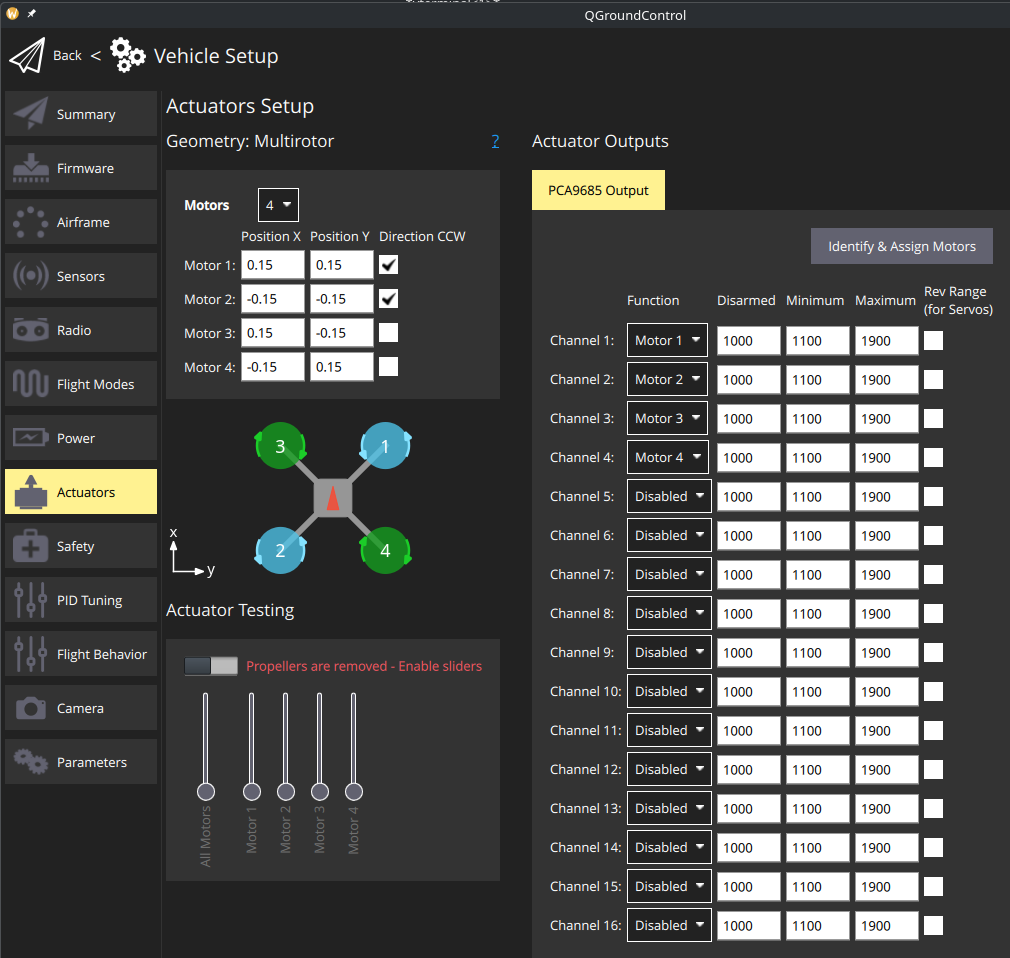 QGroundControl
Back < Vehicle Setup
Summary
Firmware
Airframe
Sensors
Radio
Flight Modes
Power
Actuators
Safety
PID Tuning
Flight Behavior
Camera
Parameters
Actuators Setup
Geometry: Multirotor ?
Motors 4
Position X Position Y Direction CCW
Motor 1: 0.15 0.15
Motor 2: -0.15 -0.15
Motor 3: 0.15 -0.15
Motor 4: -0.15 0.15
3 1
2 4
x
y
Actuator Testing
Propellers are removed - Enable sliders
All Motors
Motor 1
Motor 2
Motor 3
Motor 4
Actuator Outputs
PCA9685 Output
Identify & Assign Motors
Function Disarmed Minimum Maximum Rev Range
(for Servos)
Channel 1: Motor 1 1000 1100 1900
Channel 2: Motor 2 1000 1100 1900
Channel 3: Motor 3 1000 1100 1900
Channel 4: Motor 4 1000 1100 1900
Channel 5: Disabled 1000 1100 1900
Channel 6: Disabled 1000 1100 1900
Channel 7: Disabled 1000 1100 1900
Channel 8: Disabled 1000 1100 1900
Channel 9: Disabled 1000 1100 1900
Channel 10: Disabled 1000 1100 1900
Channel 11: Disabled 1000 1100 1900
Channel 12: Disabled 1000 1100 1900
Channel 13: Disabled 1000 1100 1900
Channel 14: Disabled 1000 1100 1900
Channel 15: Disabled 1000 1100 1900
Channel 16: Disabled 1000 1100 1900